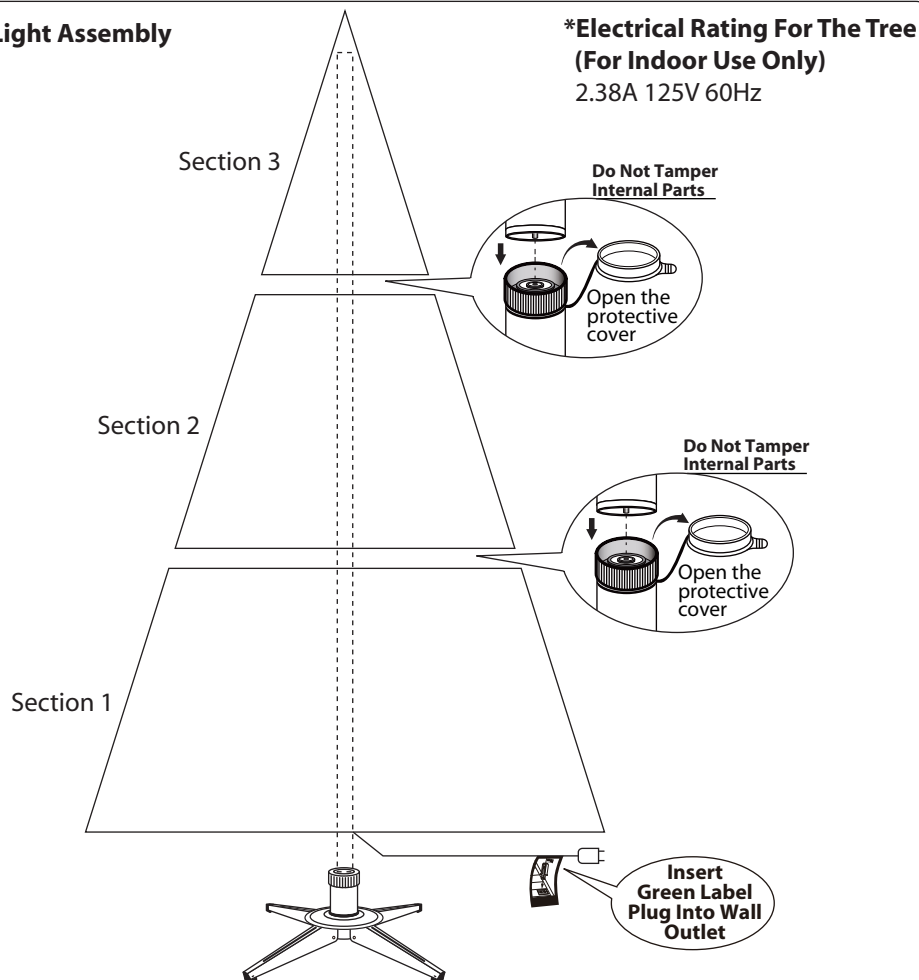 Light Assembly
*Electrical Rating For The Tree
(For Indoor Use Only)
2.38A 125V 60Hz
Section 3
Do Not Tamper
Internal Parts
Open the
protective
cover
Section 2
Do Not Tamper
Internal Parts
Open the
protective
cover
Section 1
Insert
Green Label
Plug Into Wall
Outlet